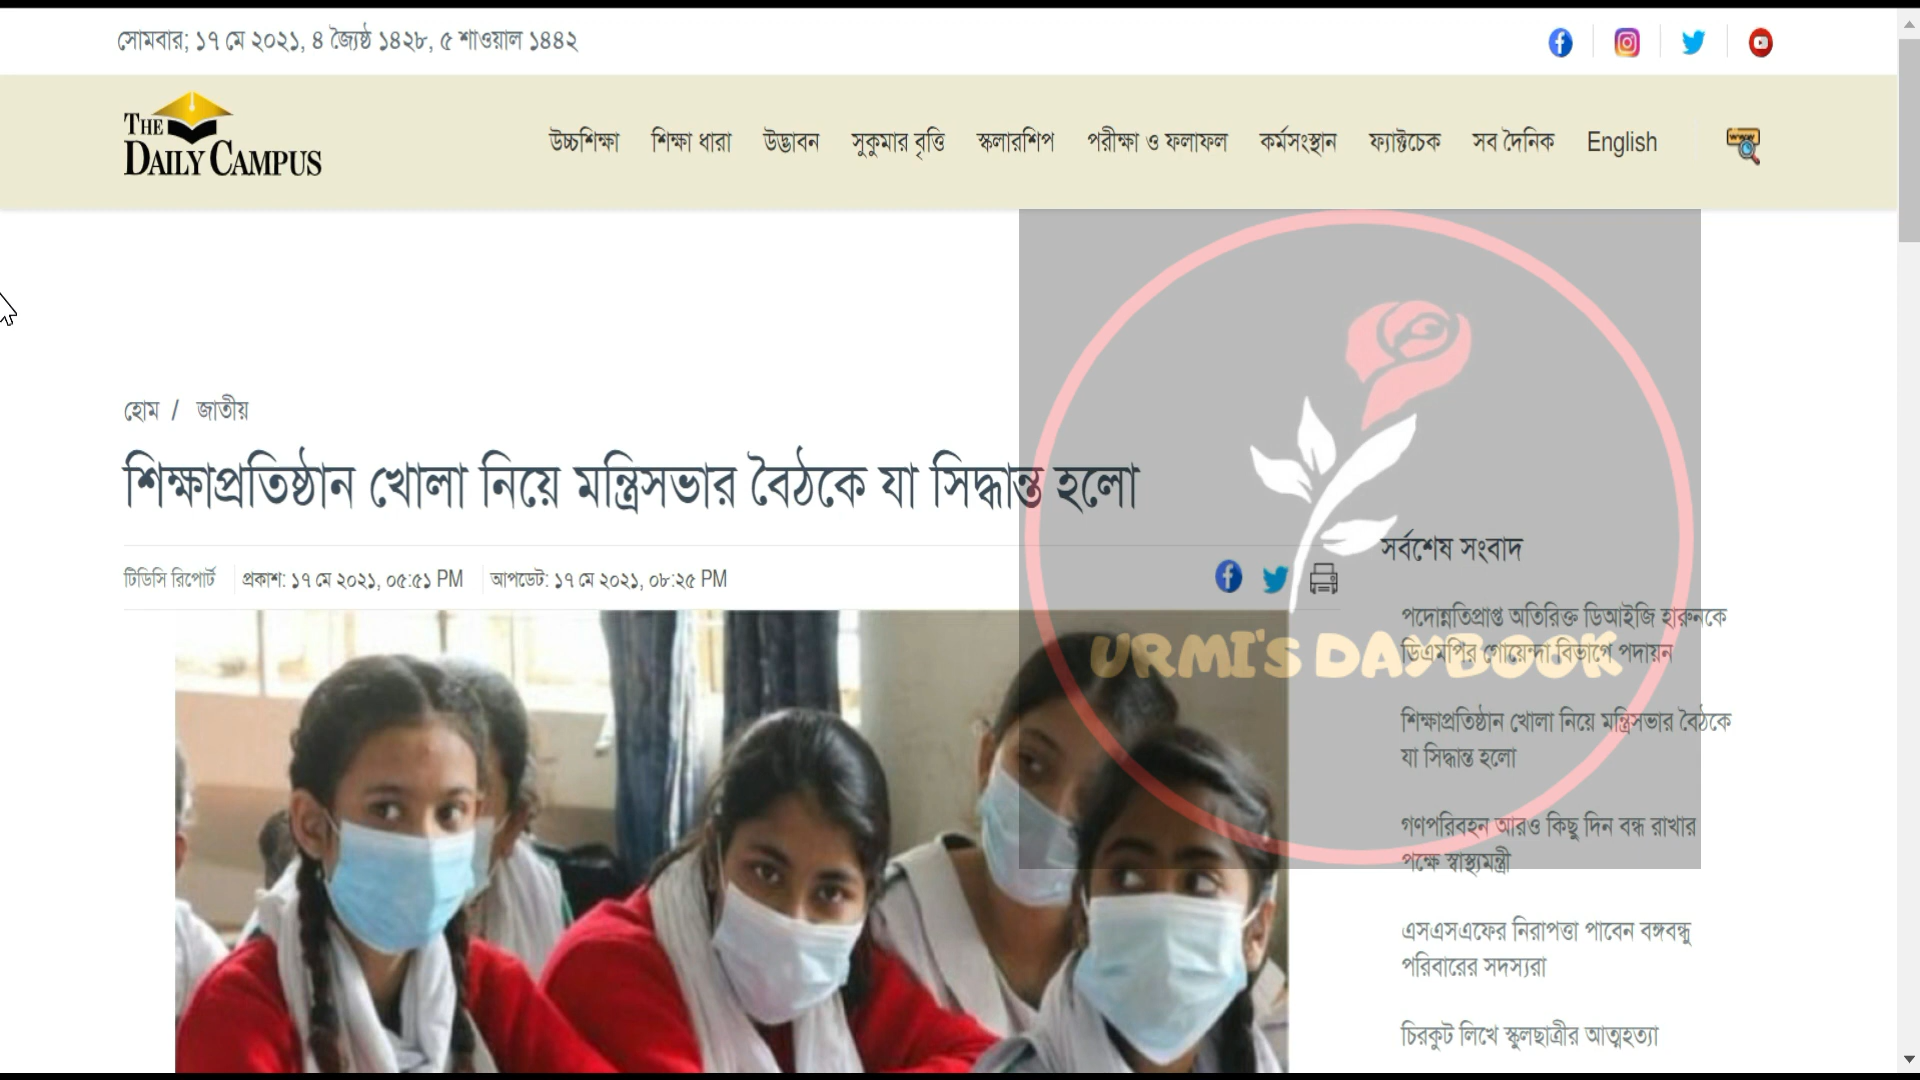 সোমবার; ১৭ মে ২০২১, ৪ জ্যৈষ্ঠ ১৪২৮, ৫ শাওয়াল ১৪৪২
THE
DAILY CAMPUS
উচ্চশিক্ষা শিক্ষা ধারা উদ্ভাবন সুকুমার বৃত্তি স্কলারশিপ পরীক্ষা ও ফলাফল কর্মসংস্থান ফ্যাক্টচেক সব দৈনিক English
হোম / জাতীয়
শিক্ষাপ্রতিষ্ঠান খোলা নিয়ে মন্ত্রিসভার বৈঠকে যা সিদ্ধান্ত হলো
টিডিসি রিপোর্ট প্রকাশ: ১৭ মে ২০২১, ০৫:৫১ PM আপডেট: ১৭ মে ২০২১, ০৮:২৫ PM
সর্বশেষ সংবাদ
পদোন্নতিপ্রাপ্ত অতিরিক্ত ডিআইজি হারুনকে
ডিএমপির গোয়েন্দা বিভাগে পদায়ন
শিক্ষাপ্রতিষ্ঠান খোলা নিয়ে মন্ত্রিসভার বৈঠকে
যা সিদ্ধান্ত হলো
গণপরিবহন আরও কিছু দিন বন্ধ রাখার
পক্ষে স্বাস্থ্যমন্ত্রী
এসএসএফের নিরাপত্তা পাবেন বঙ্গবন্ধু
পরিবারের সদস্যরা
চিরকুট লিখে স্কুলছাত্রীর আত্মহত্যা
URMI'S DAYBOOK